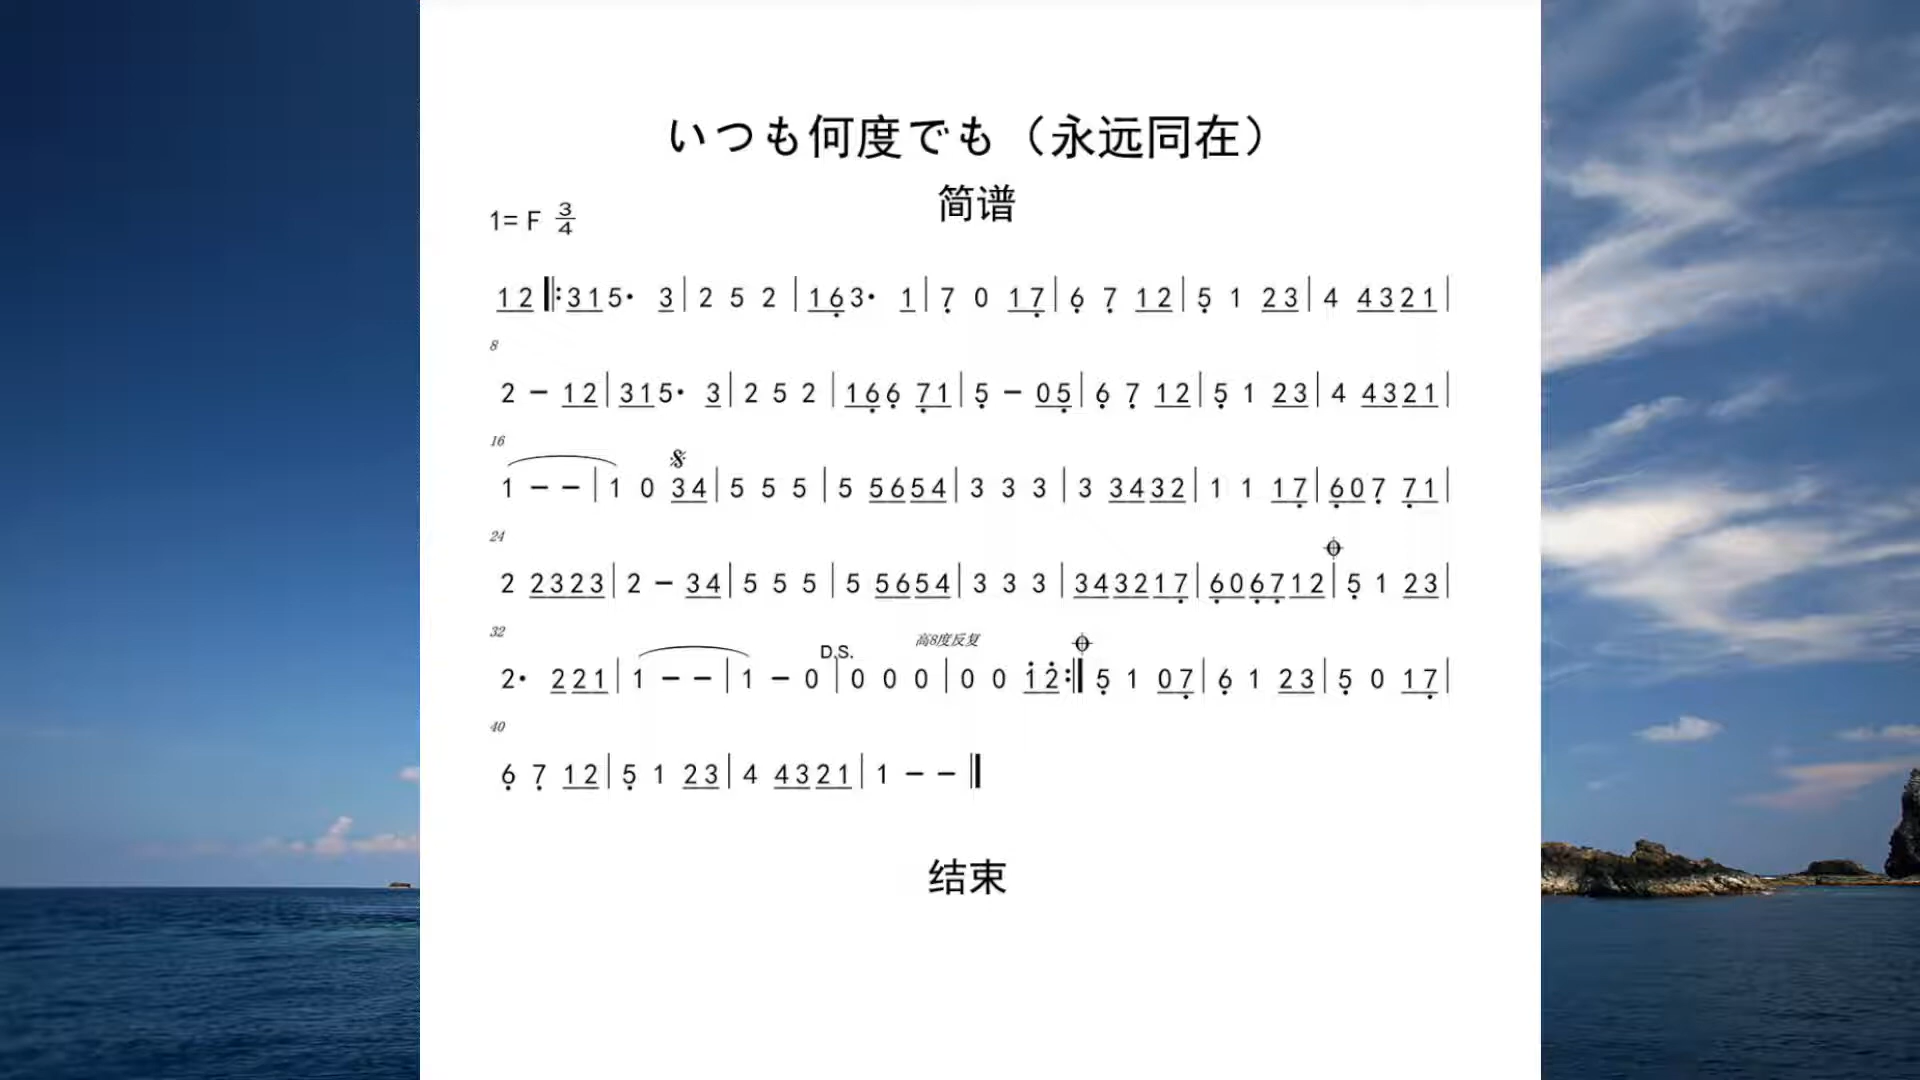 いつも何度でも（永远同在）
简谱
1= F 3/4
1 2 ‖: 3 1 5· 3 | 2 5 2 | 1 6̣ 3· 1 | 7̣ 0 1 7̣ | 6̣ 7̣ 1 2 | 5̣ 1 2 3 | 4 4 3 2 1 |
8
2 – 1 2 | 3 1 5· 3 | 2 5 2 | 1 6̣ 6̣ 7̣ 1 | 5̣ – 0 5̣ | 6̣ 7̣ 1 2 | 5̣ 1 2 3 | 4 4 3 2 1 |
16
1 – – | 1 0 𝄋 3 4 | 5 5 5 | 5 5 6 5 4 | 3 3 3 | 3 3 4 3 2 | 1 1 1 7̣ | 6̣ 0 7̣ 7̣ 1 |
24
2 2 3 2 3 | 2 – 3 4 | 5 5 5 | 5 5 6 5 4 | 3 3 3 | 3 4 3 2 1 7̣ | 6̣ 0 6̣ 7̣ 1 2 𝄌 | 5̣ 1 2 3 |
32
D.S. 高8度反复
2· 2 2 1 | 1 – – | 1 – 0 | 0 0 0 | 0 0 1̇ 2̇ :‖ 𝄌 5̣ 1 0 7̣ | 6̣ 1 2 3 | 5̣ 0 1 7̣ |
40
6̣ 7̣ 1 2 | 5̣ 1 2 3 | 4 4 3 2 1 | 1 – – ‖
结束